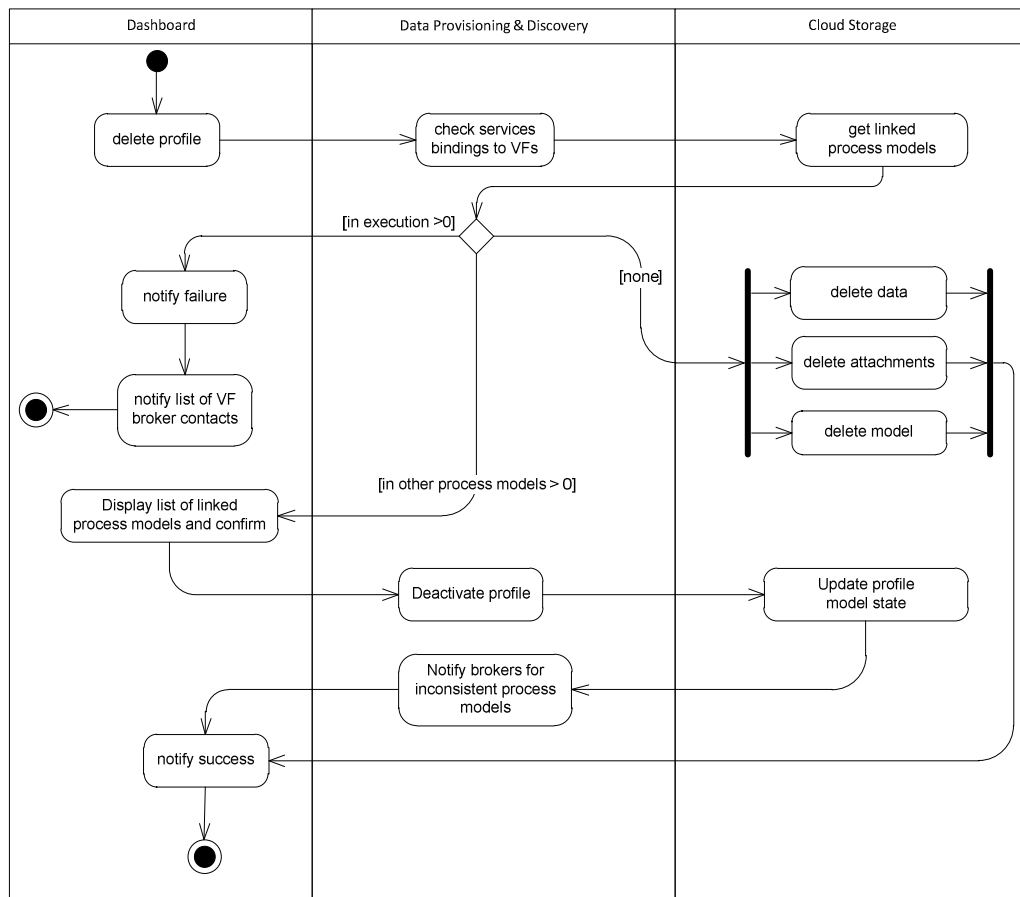 Dashboard
Data Provisioning & Discovery
Cloud Storage
delete profile
check services
bindings to VFs
get linked
process models
[in execution >0]
[none]
notify failure
delete data
delete attachments
delete model
notify list of VF
broker contacts
[in other process models > 0]
Display list of linked
process models and confirm
Deactivate profile
Update profile
model state
Notify brokers for
inconsistent process
models
notify success